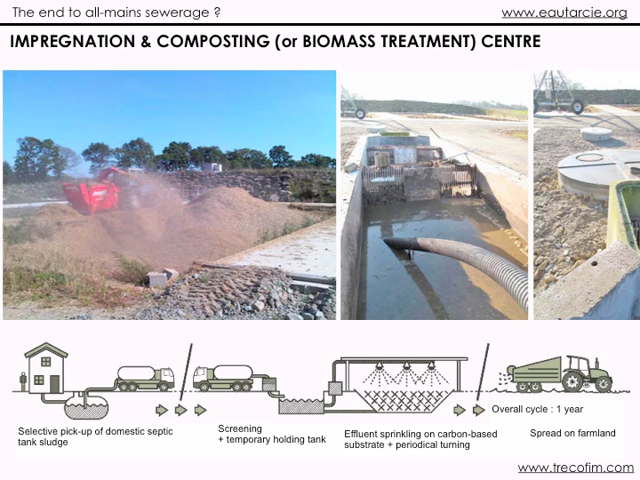 The end to all-mains sewerage ?
www.eautarcie.org
IMPREGNATION & COMPOSTING (or BIOMASS TREATMENT) CENTRE
Selective pick-up of domestic septic
tank sludge
Screening
+ temporary holding tank
Effluent sprinkling on carbon-based
substrate + periodical turning
Overall cycle : 1 year
Spread on farmland
www.trecofim.com